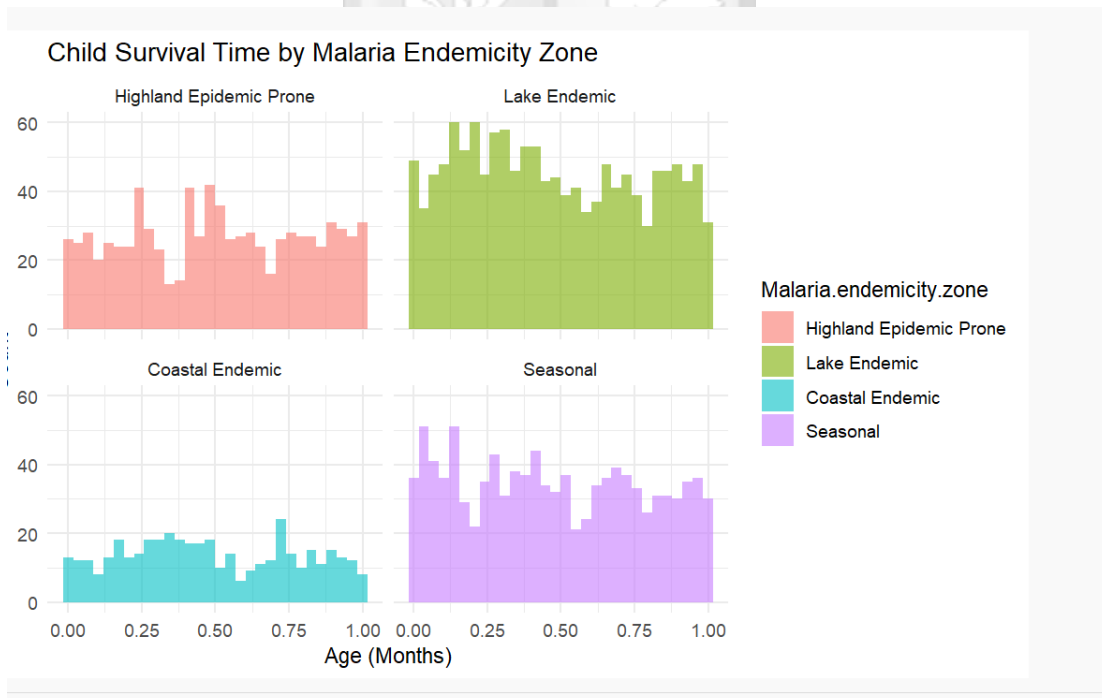 Child Survival Time by Malaria Endemicity Zone
Highland Epidemic Prone
Lake Endemic
60
40
20
0
Coastal Endemic
Seasonal
60
40
20
0
0.00 0.25 0.50 0.75 1.00 0.00 0.25 0.50 0.75 1.00
Age (Months)
Malaria.endemicity.zone
Highland Epidemic Prone
Lake Endemic
Coastal Endemic
Seasonal